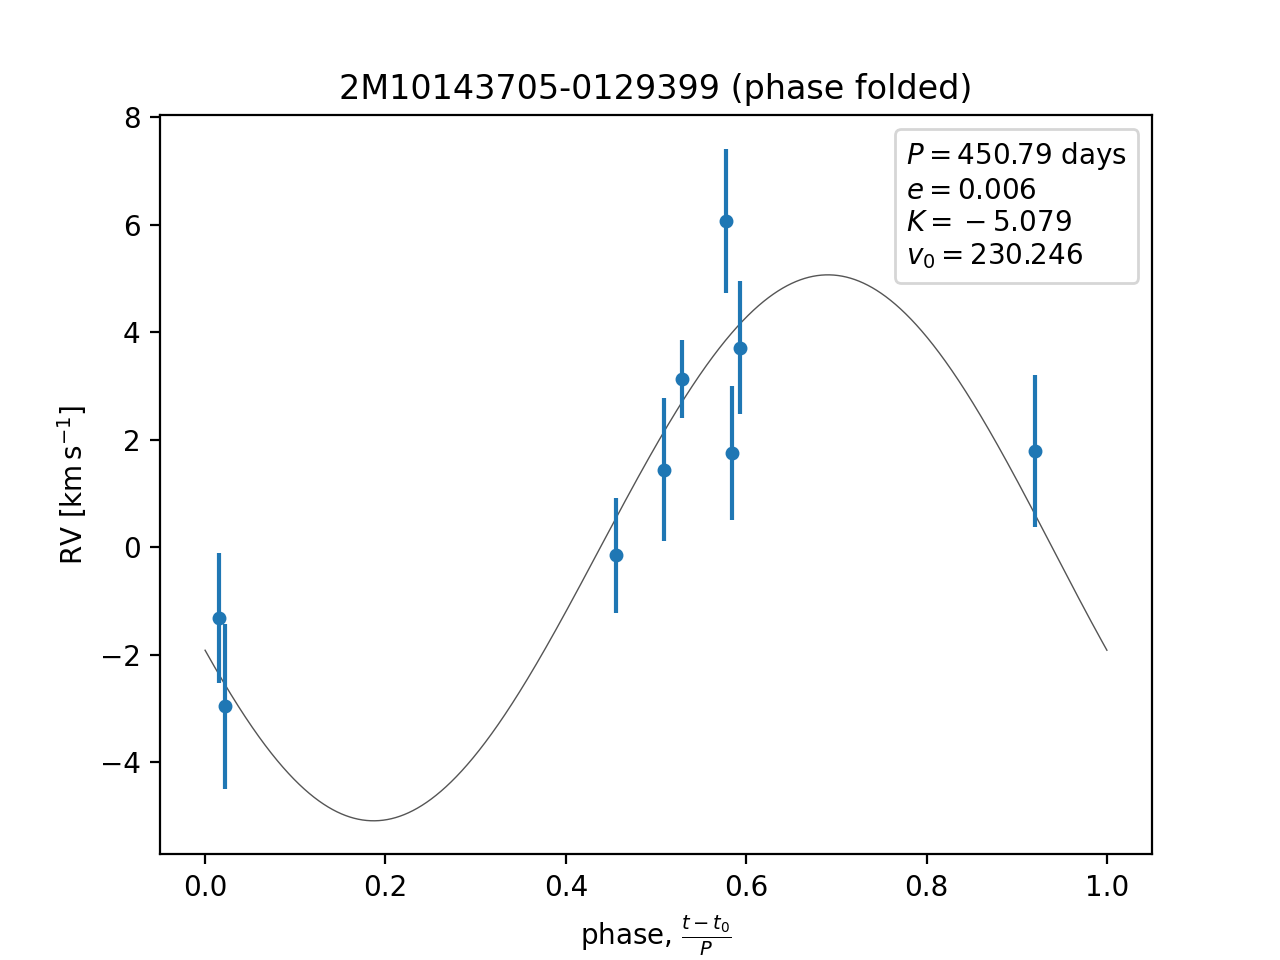 2M10143705-0129399 (phase folded)
P = 450.79 days
e = 0.006
K = −5.079
v₀ = 230.246
8
6
4
2
0
−2
−4
RV [km s⁻¹]
0.0 0.2 0.4 0.6 0.8 1.0
phase, (t − t₀)/P